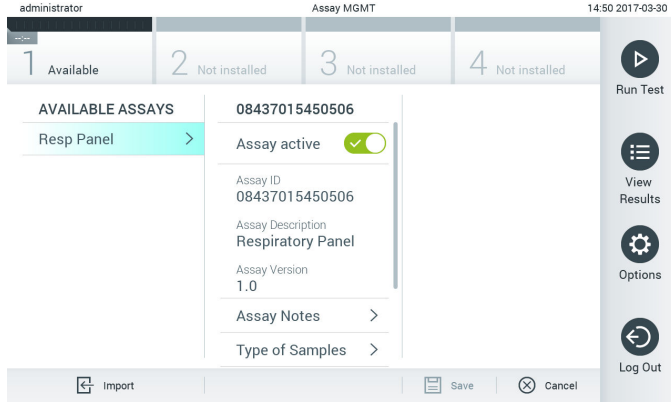 administrator
Assay MGMT
14:50 2017-03-30
--:--
1 Available
2 Not installed
3 Not installed
4 Not installed
Run Test
View
Results
Options
Log Out
AVAILABLE ASSAYS
Resp Panel
08437015450506
Assay active
Assay ID
08437015450506
Assay Description
Respiratory Panel
Assay Version
1.0
Assay Notes
Type of Samples
Import
Save
Cancel